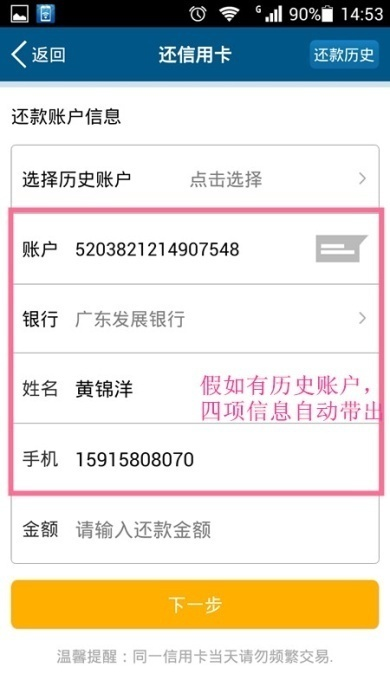 G 90% 14:53
返回 还信用卡 还款历史
还款账户信息
选择历史账户 点击选择
账户 5203821214907548
银行 广东发展银行
姓名 黄锦洋
假如有历史账户，
四项信息自动带出
手机 15915808070
金额 请输入还款金额
下一步
温馨提醒：同一信用卡当天请勿频繁交易.